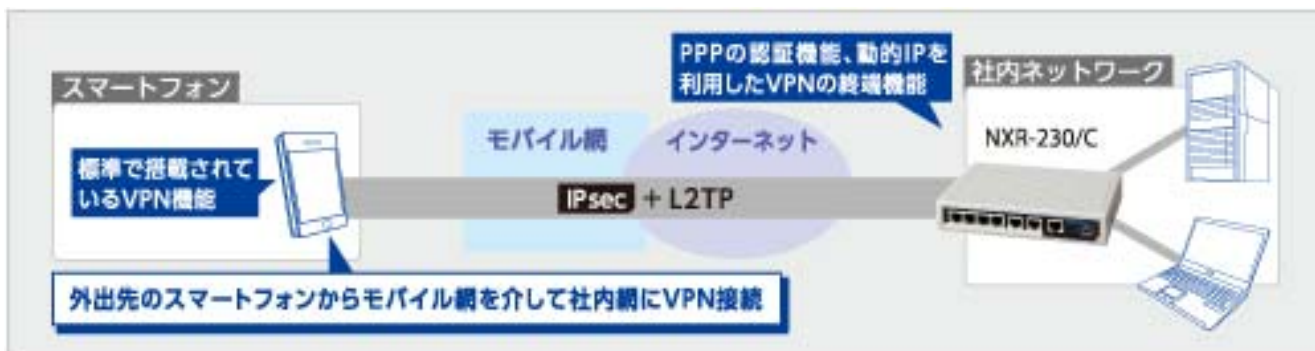 スマートフォン
標準で搭載されて
いるVPN機能
外出先のスマートフォンからモバイル網を介して社内網にVPN接続
モバイル網
インターネット
IPsec + L2TP
PPPの認証機能、動的IPを
利用したVPNの終端機能
社内ネットワーク
NXR-230/C